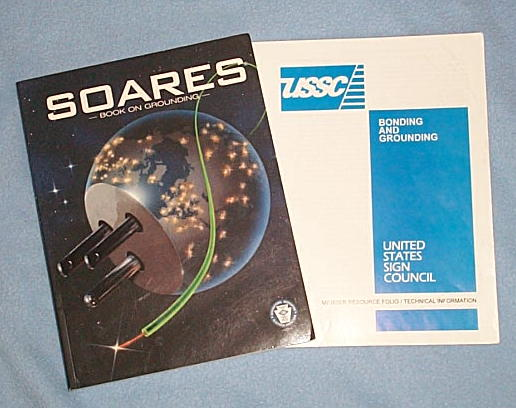 SOARES
— BOOK ON GROUNDING —
USSC
BONDING
AND
GROUNDING
UNITED
STATES
SIGN
COUNCIL
MEMBER RESOURCE FOLIO / TECHNICAL INFORMATION